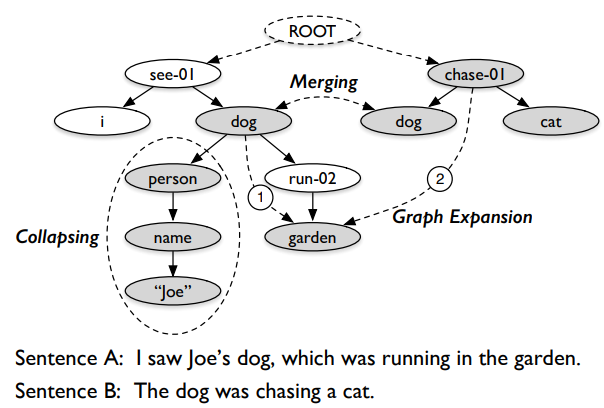 ROOT
see-01
chase-01
Merging
i
dog
dog
cat
person
run-02
1
2
Graph Expansion
Collapsing
name
garden
“Joe”
Sentence A: I saw Joe’s dog, which was running in the garden.
Sentence B: The dog was chasing a cat.